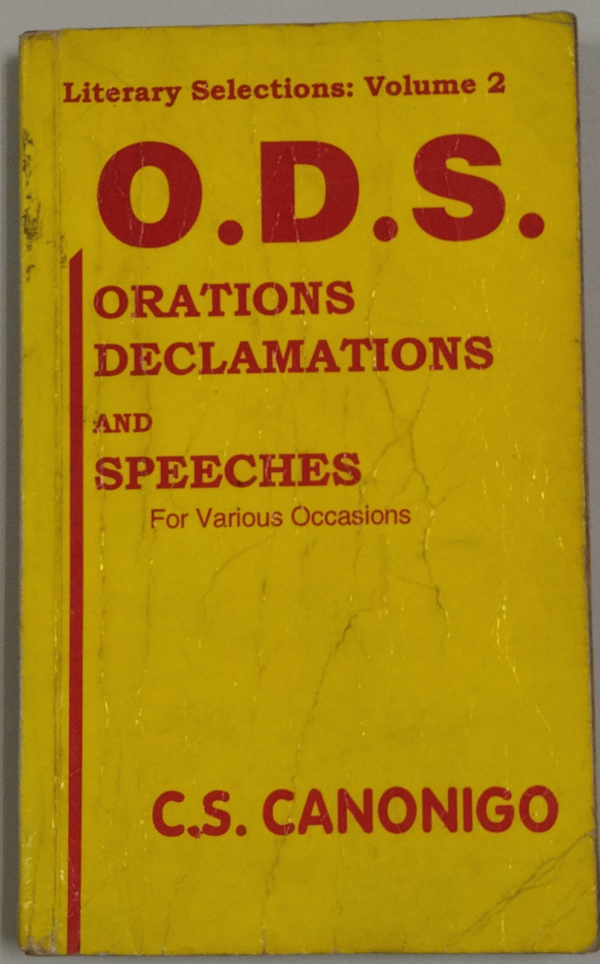 Literary Selections: Volume 2
O.D.S.
ORATIONS
DECLAMATIONS
AND
SPEECHES
For Various Occasions
C.S. CANONIGO